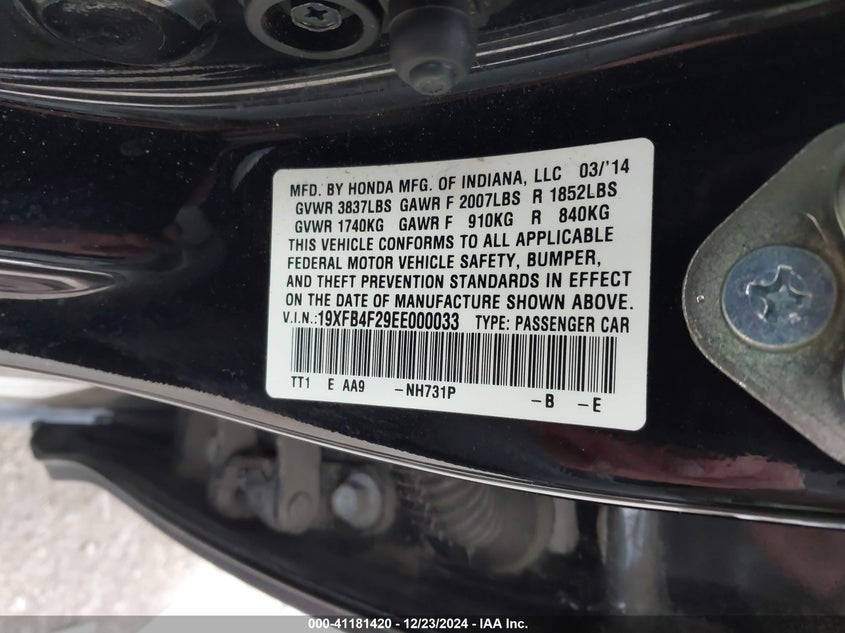 MFD. BY HONDA MFG. OF INDIANA, LLC 03/'14
GVWR 3837LBS GAWR F 2007LBS R 1852LBS
GVWR 1740KG GAWR F 910KG R 840KG
THIS VEHICLE CONFORMS TO ALL APPLICABLE
FEDERAL MOTOR VEHICLE SAFETY, BUMPER,
AND THEFT PREVENTION STANDARDS IN EFFECT
ON THE DATE OF MANUFACTURE SHOWN ABOVE.
V.I.N.:19XFB4F29EE000033 TYPE: PASSENGER CAR
TT1 E AA9 -NH731P -B -E
000-41181420 - 12/23/2024 - IAA, Inc.